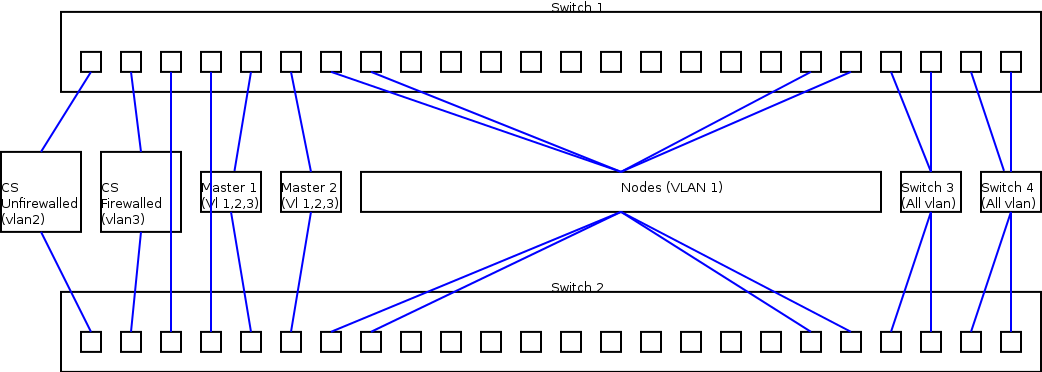 Switch 1
CS
Unfirewalled
(vlan2)
CS
Firewalled
(vlan3)
Master 1
(Vl 1,2,3)
Master 2
(Vl 1,2,3)
Nodes (VLAN 1)
Switch 3
(All vlan)
Switch 4
(All vlan)
Switch 2